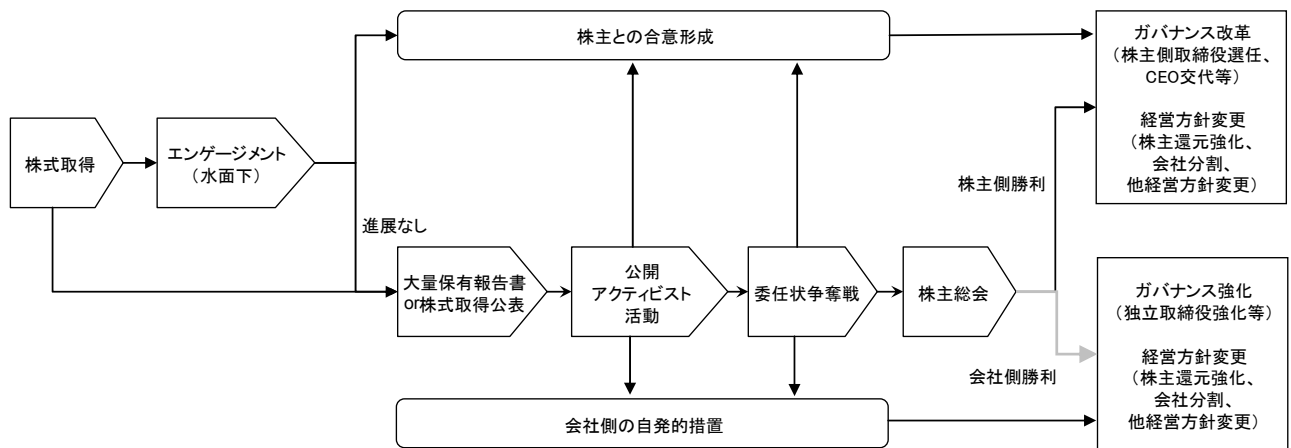 株主との合意形成
ガバナンス改革
（株主側取締役選任、
CEO交代等）
経営方針変更
（株主還元強化、
会社分割、
他経営方針変更）
株式取得
エンゲージメント
（水面下）
進展なし
株主側勝利
大量保有報告書
or株式取得公表
公開
アクティビスト
活動
委任状争奪戦
株主総会
会社側勝利
ガバナンス強化
（独立取締役強化等）
経営方針変更
（株主還元強化、
会社分割、
他経営方針変更）
会社側の自発的措置